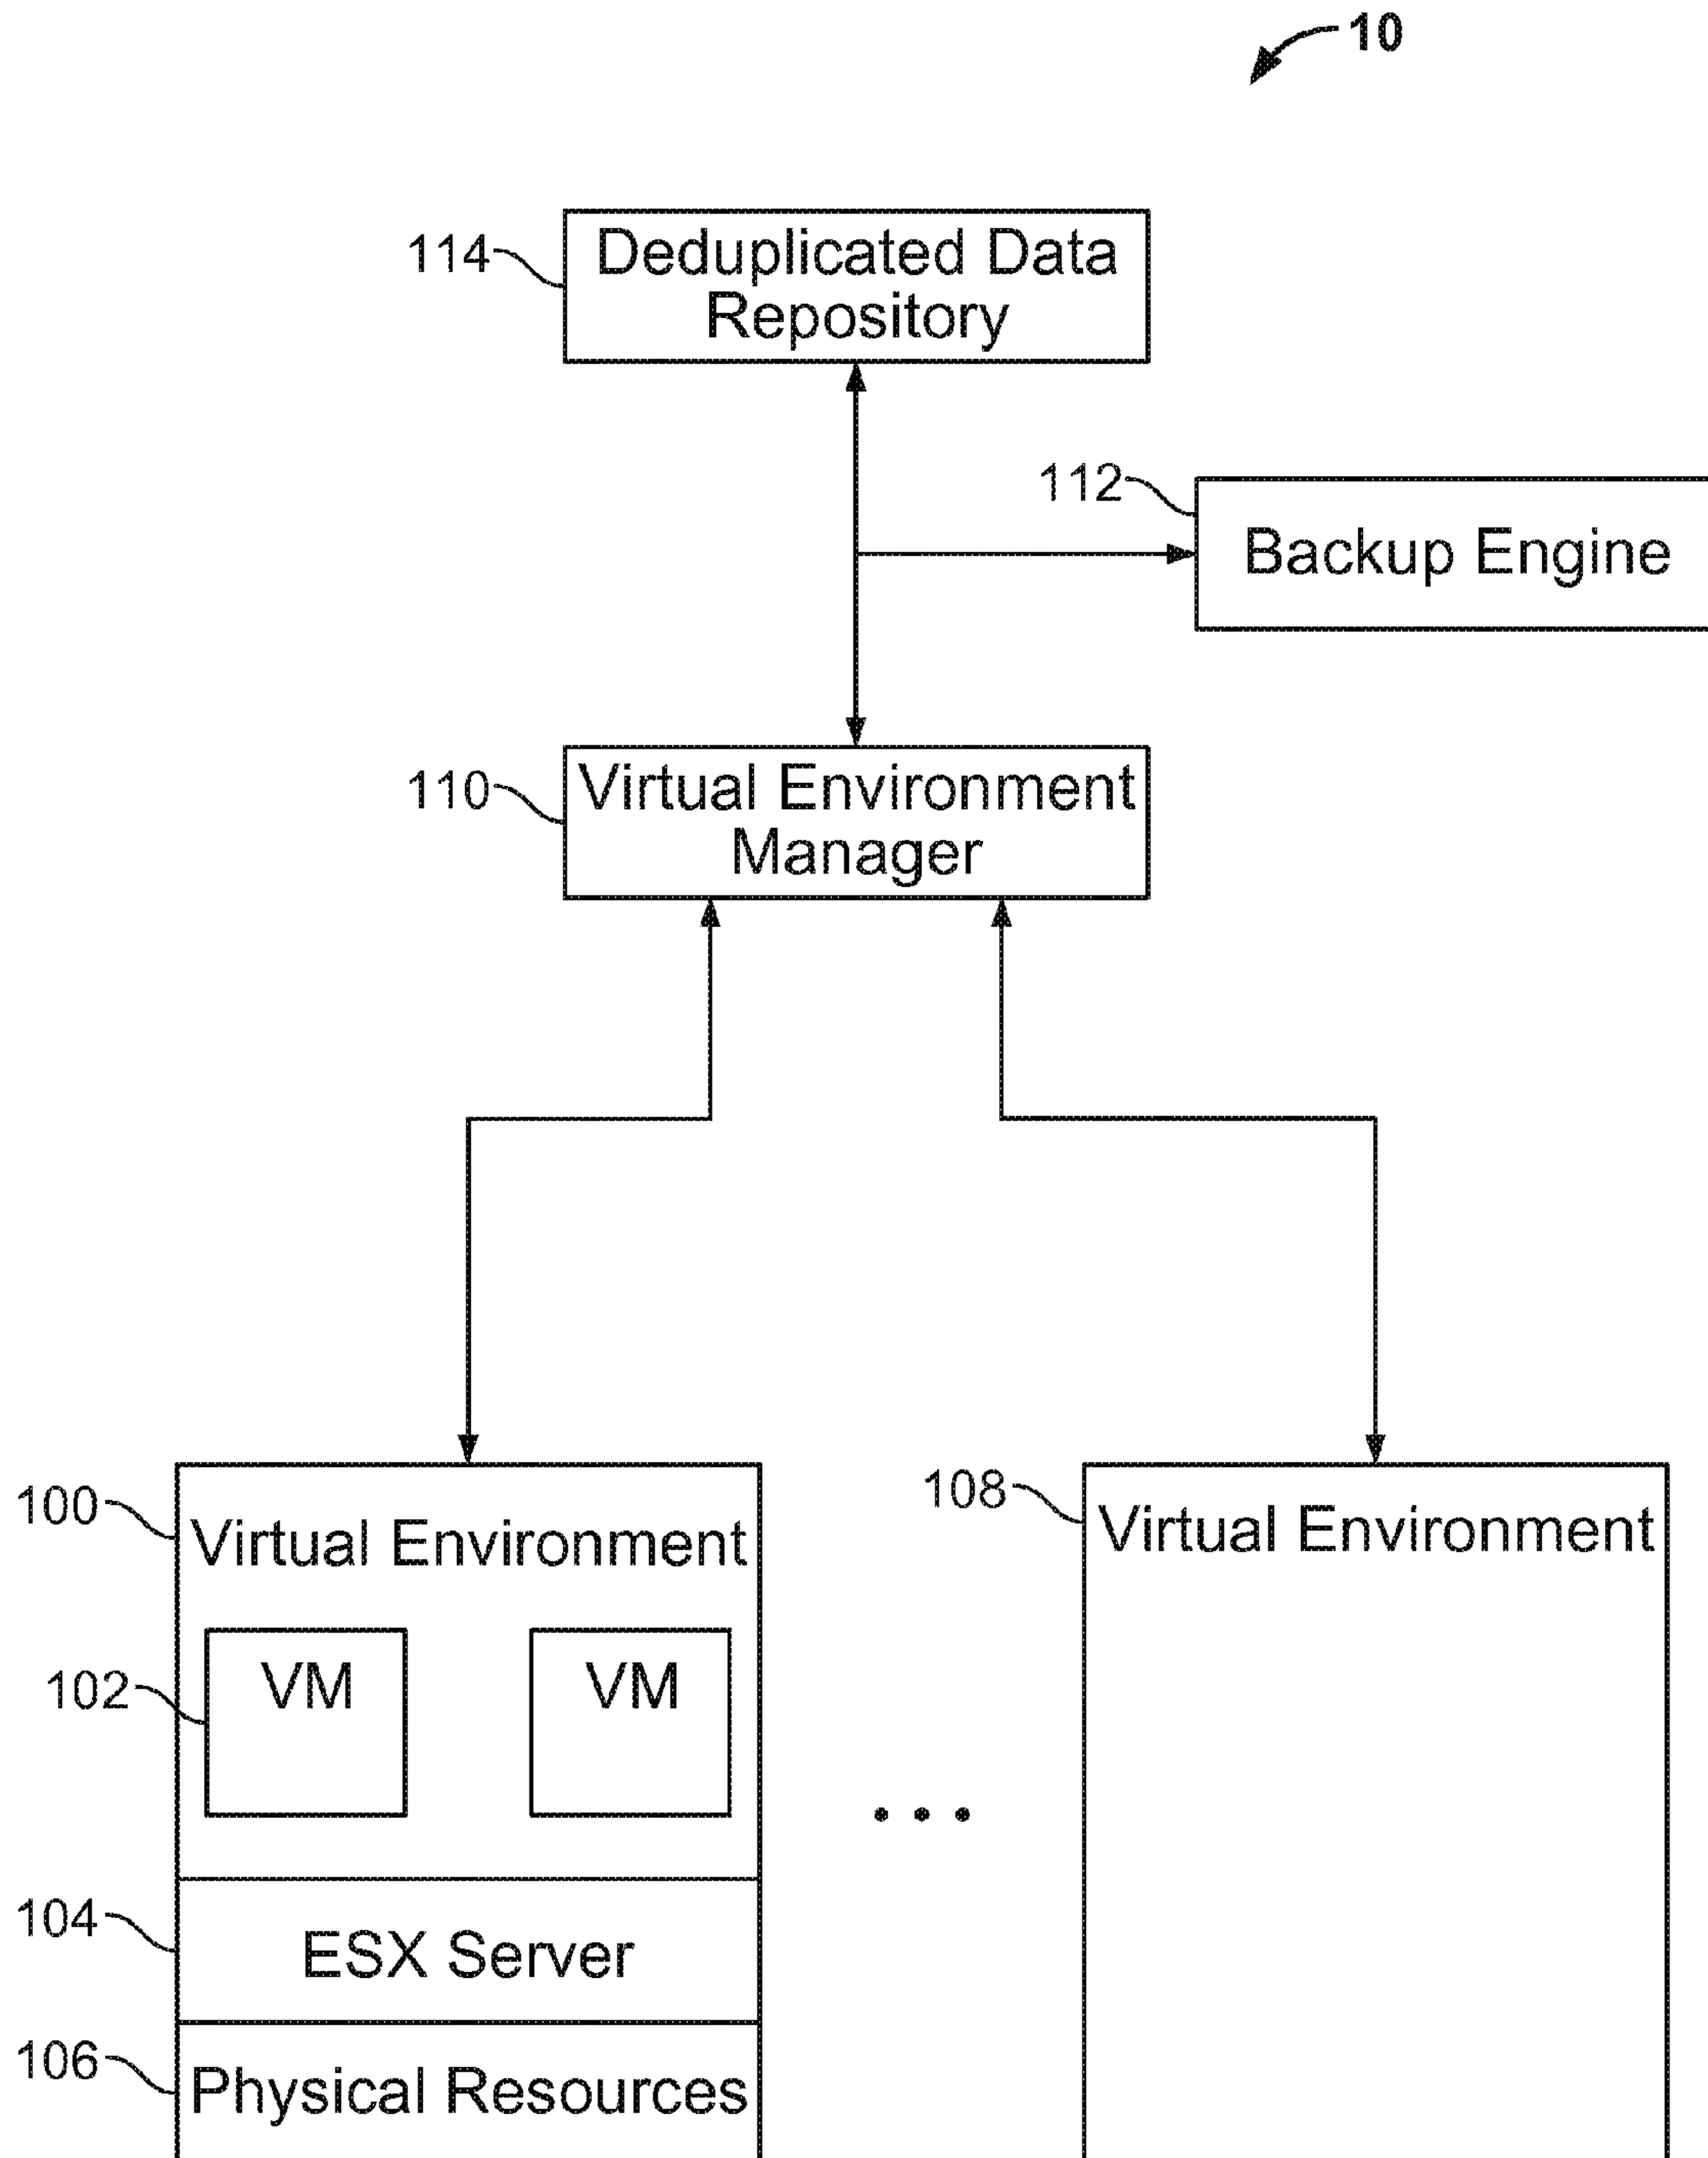 10
114
Deduplicated Data
Repository
112
Backup Engine
110
Virtual Environment
Manager
100
Virtual Environment
108
Virtual Environment
102
VM
VM
104
ESX Server
106
Physical Resources